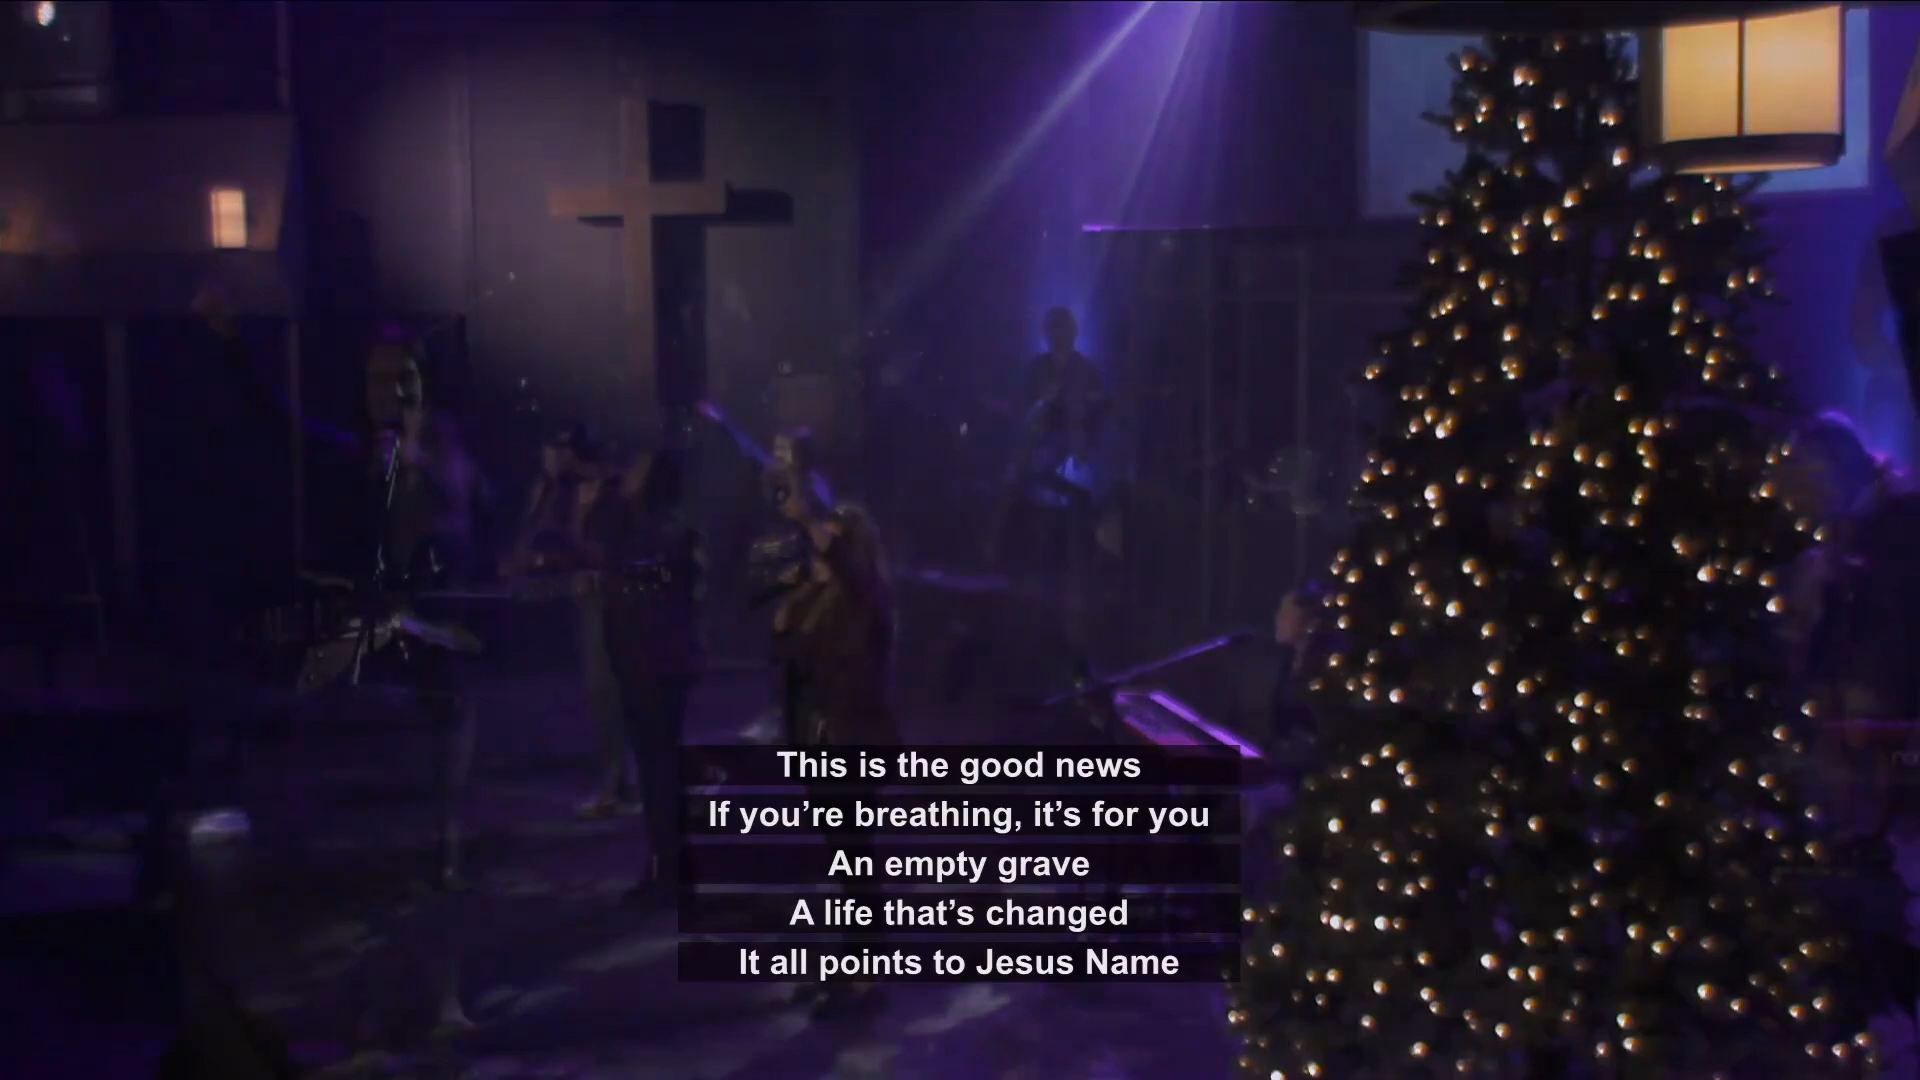 This is the good news
If you’re breathing, it’s for you
An empty grave
A life that’s changed
It all points to Jesus Name